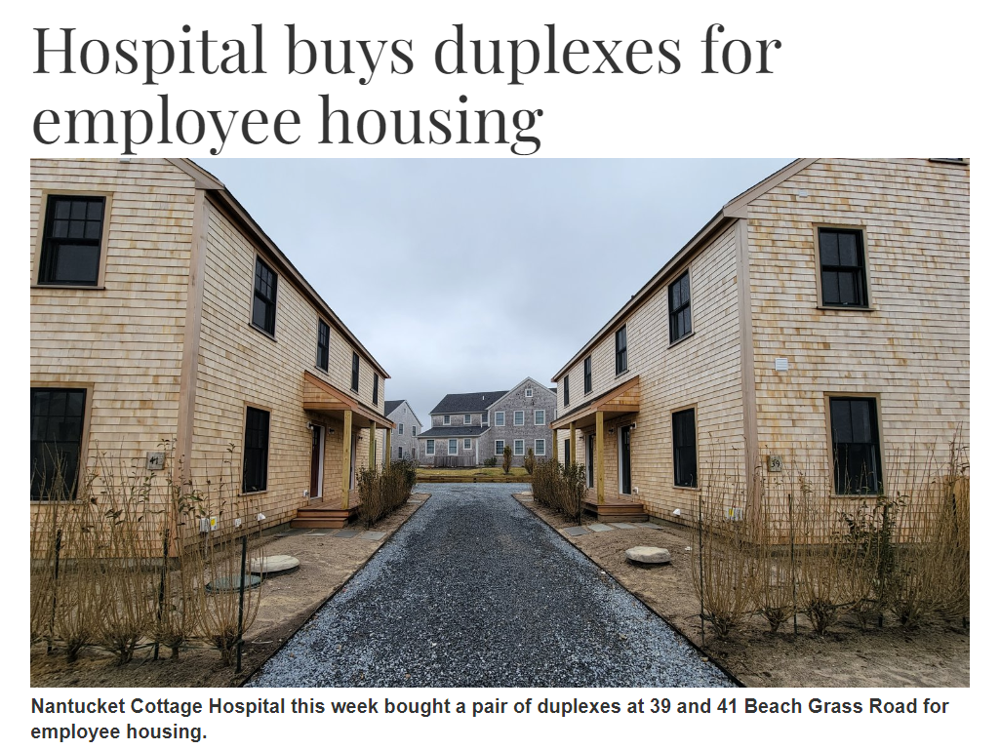 Hospital buys duplexes for
employee housing
41
39
Nantucket Cottage Hospital this week bought a pair of duplexes at 39 and 41 Beach Grass Road for
employee housing.